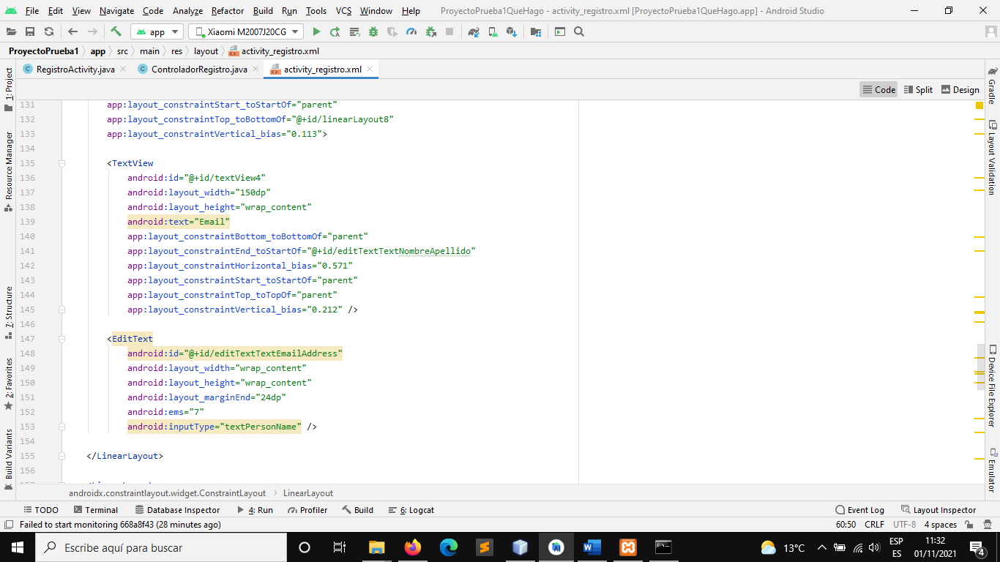 File Edit View Navigate Code Analyze Refactor Build Run Tools VCS Window Help ProyectoPrueba1QueHago - activity_registro.xml [ProyectoPrueba1QueHago.app] - Android Studio
app Xiaomi M2007J20CG
ProyectoPrueba1 app src main res layout activity_registro.xml
RegistroActivity.java ControladorRegistro.java activity_registro.xml
Code Split Design
1: Project
Resource Manager
7: Structure
2: Favorites
Build Variants
131 app:layout_constraintStart_toStartOf="parent"
132 app:layout_constraintTop_toBottomOf="@+id/linearLayout8"
133 app:layout_constraintVertical_bias="0.113">
134
135 <TextView
136 android:id="@+id/textView4"
137 android:layout_width="150dp"
138 android:layout_height="wrap_content"
139 android:text="Email"
140 app:layout_constraintBottom_toBottomOf="parent"
141 app:layout_constraintEnd_toStartOf="@+id/editTextTextNombreApellido"
142 app:layout_constraintHorizontal_bias="0.571"
143 app:layout_constraintStart_toStartOf="parent"
144 app:layout_constraintTop_toTopOf="parent"
145 app:layout_constraintVertical_bias="0.212" />
146
147 <EditText
148 android:id="@+id/editTextTextEmailAddress"
149 android:layout_width="wrap_content"
150 android:layout_height="wrap_content"
151 android:layout_marginEnd="24dp"
152 android:ems="7"
153 android:inputType="textPersonName" />
154
155 </LinearLayout>
156
Gradle
Layout Validation
Device File Explorer
Emulator
androidx.constraintlayout.widget.ConstraintLayout LinearLayout
TODO Terminal Database Inspector 4: Run Profiler Build 6: Logcat Event Log Layout Inspector
Failed to start monitoring 668a8f43 (28 minutes ago) 60:50 CRLF UTF-8 4 spaces
Escribe aquí para buscar 13°C ESP ES 11:32 01/11/2021 4